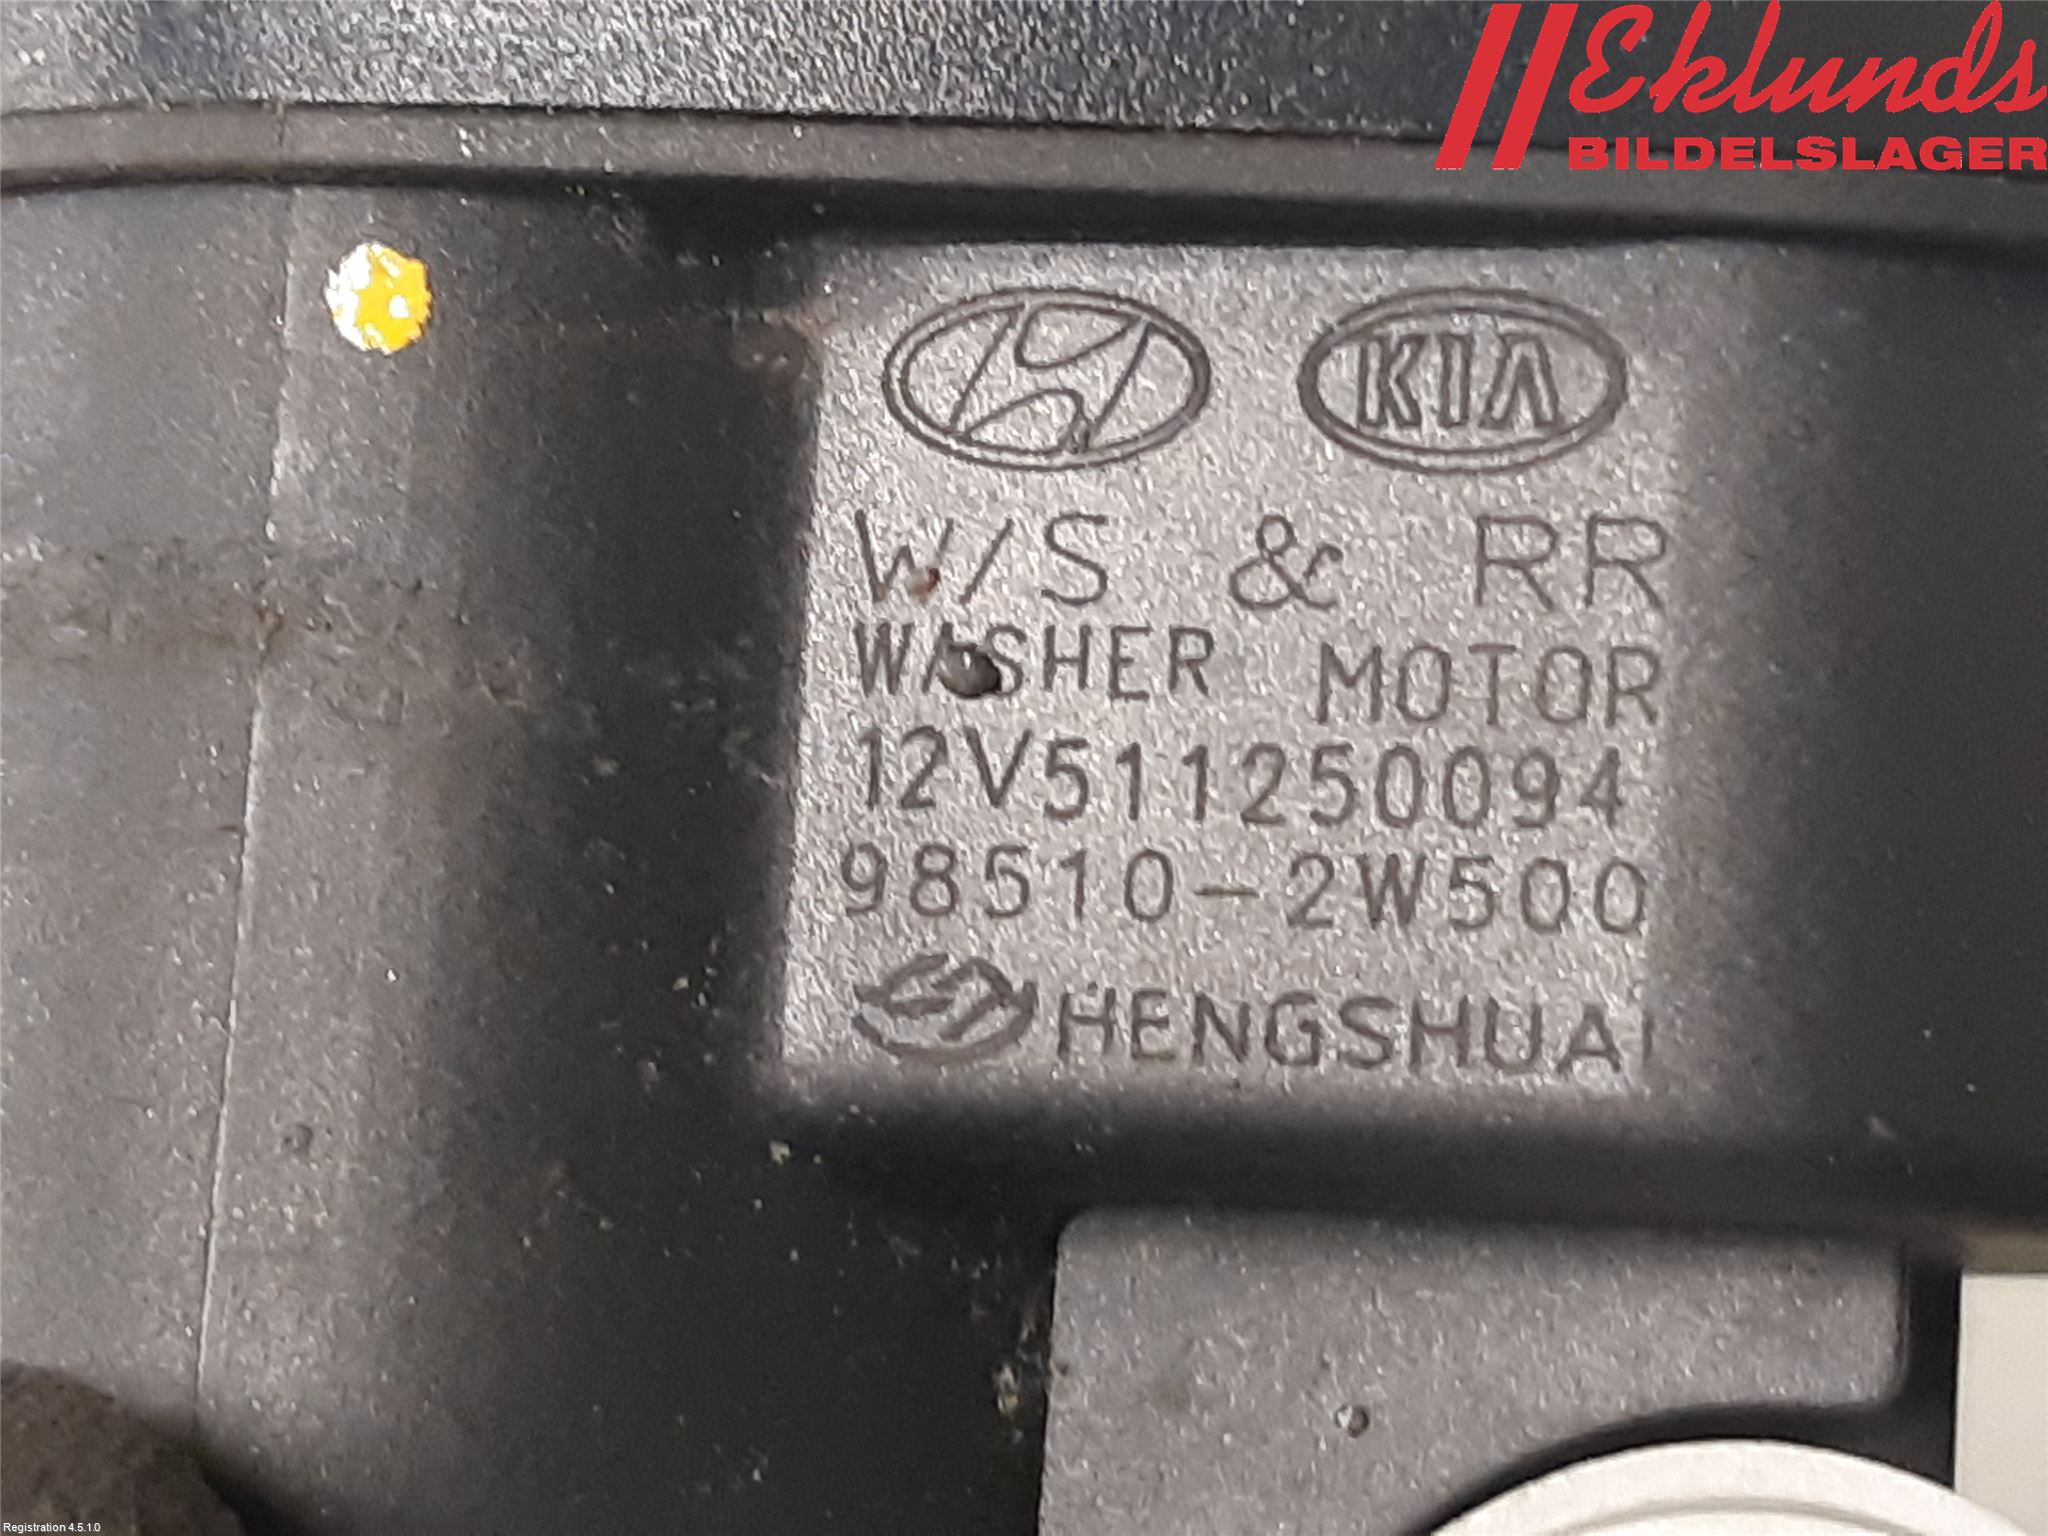 Eklunds
BILDELSLAGER
KIA
W/S & RR
WASHER MOTOR
12V511250094
98510-2W500
HENGSHUAI
Registration 4.5.1.0